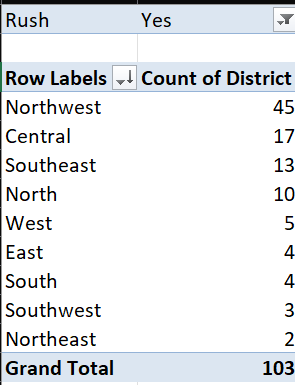 Rush Yes
Row Labels Count of District
Northwest 45
Central 17
Southeast 13
North 10
West 5
East 4
South 4
Southwest 3
Northeast 2
Grand Total 103